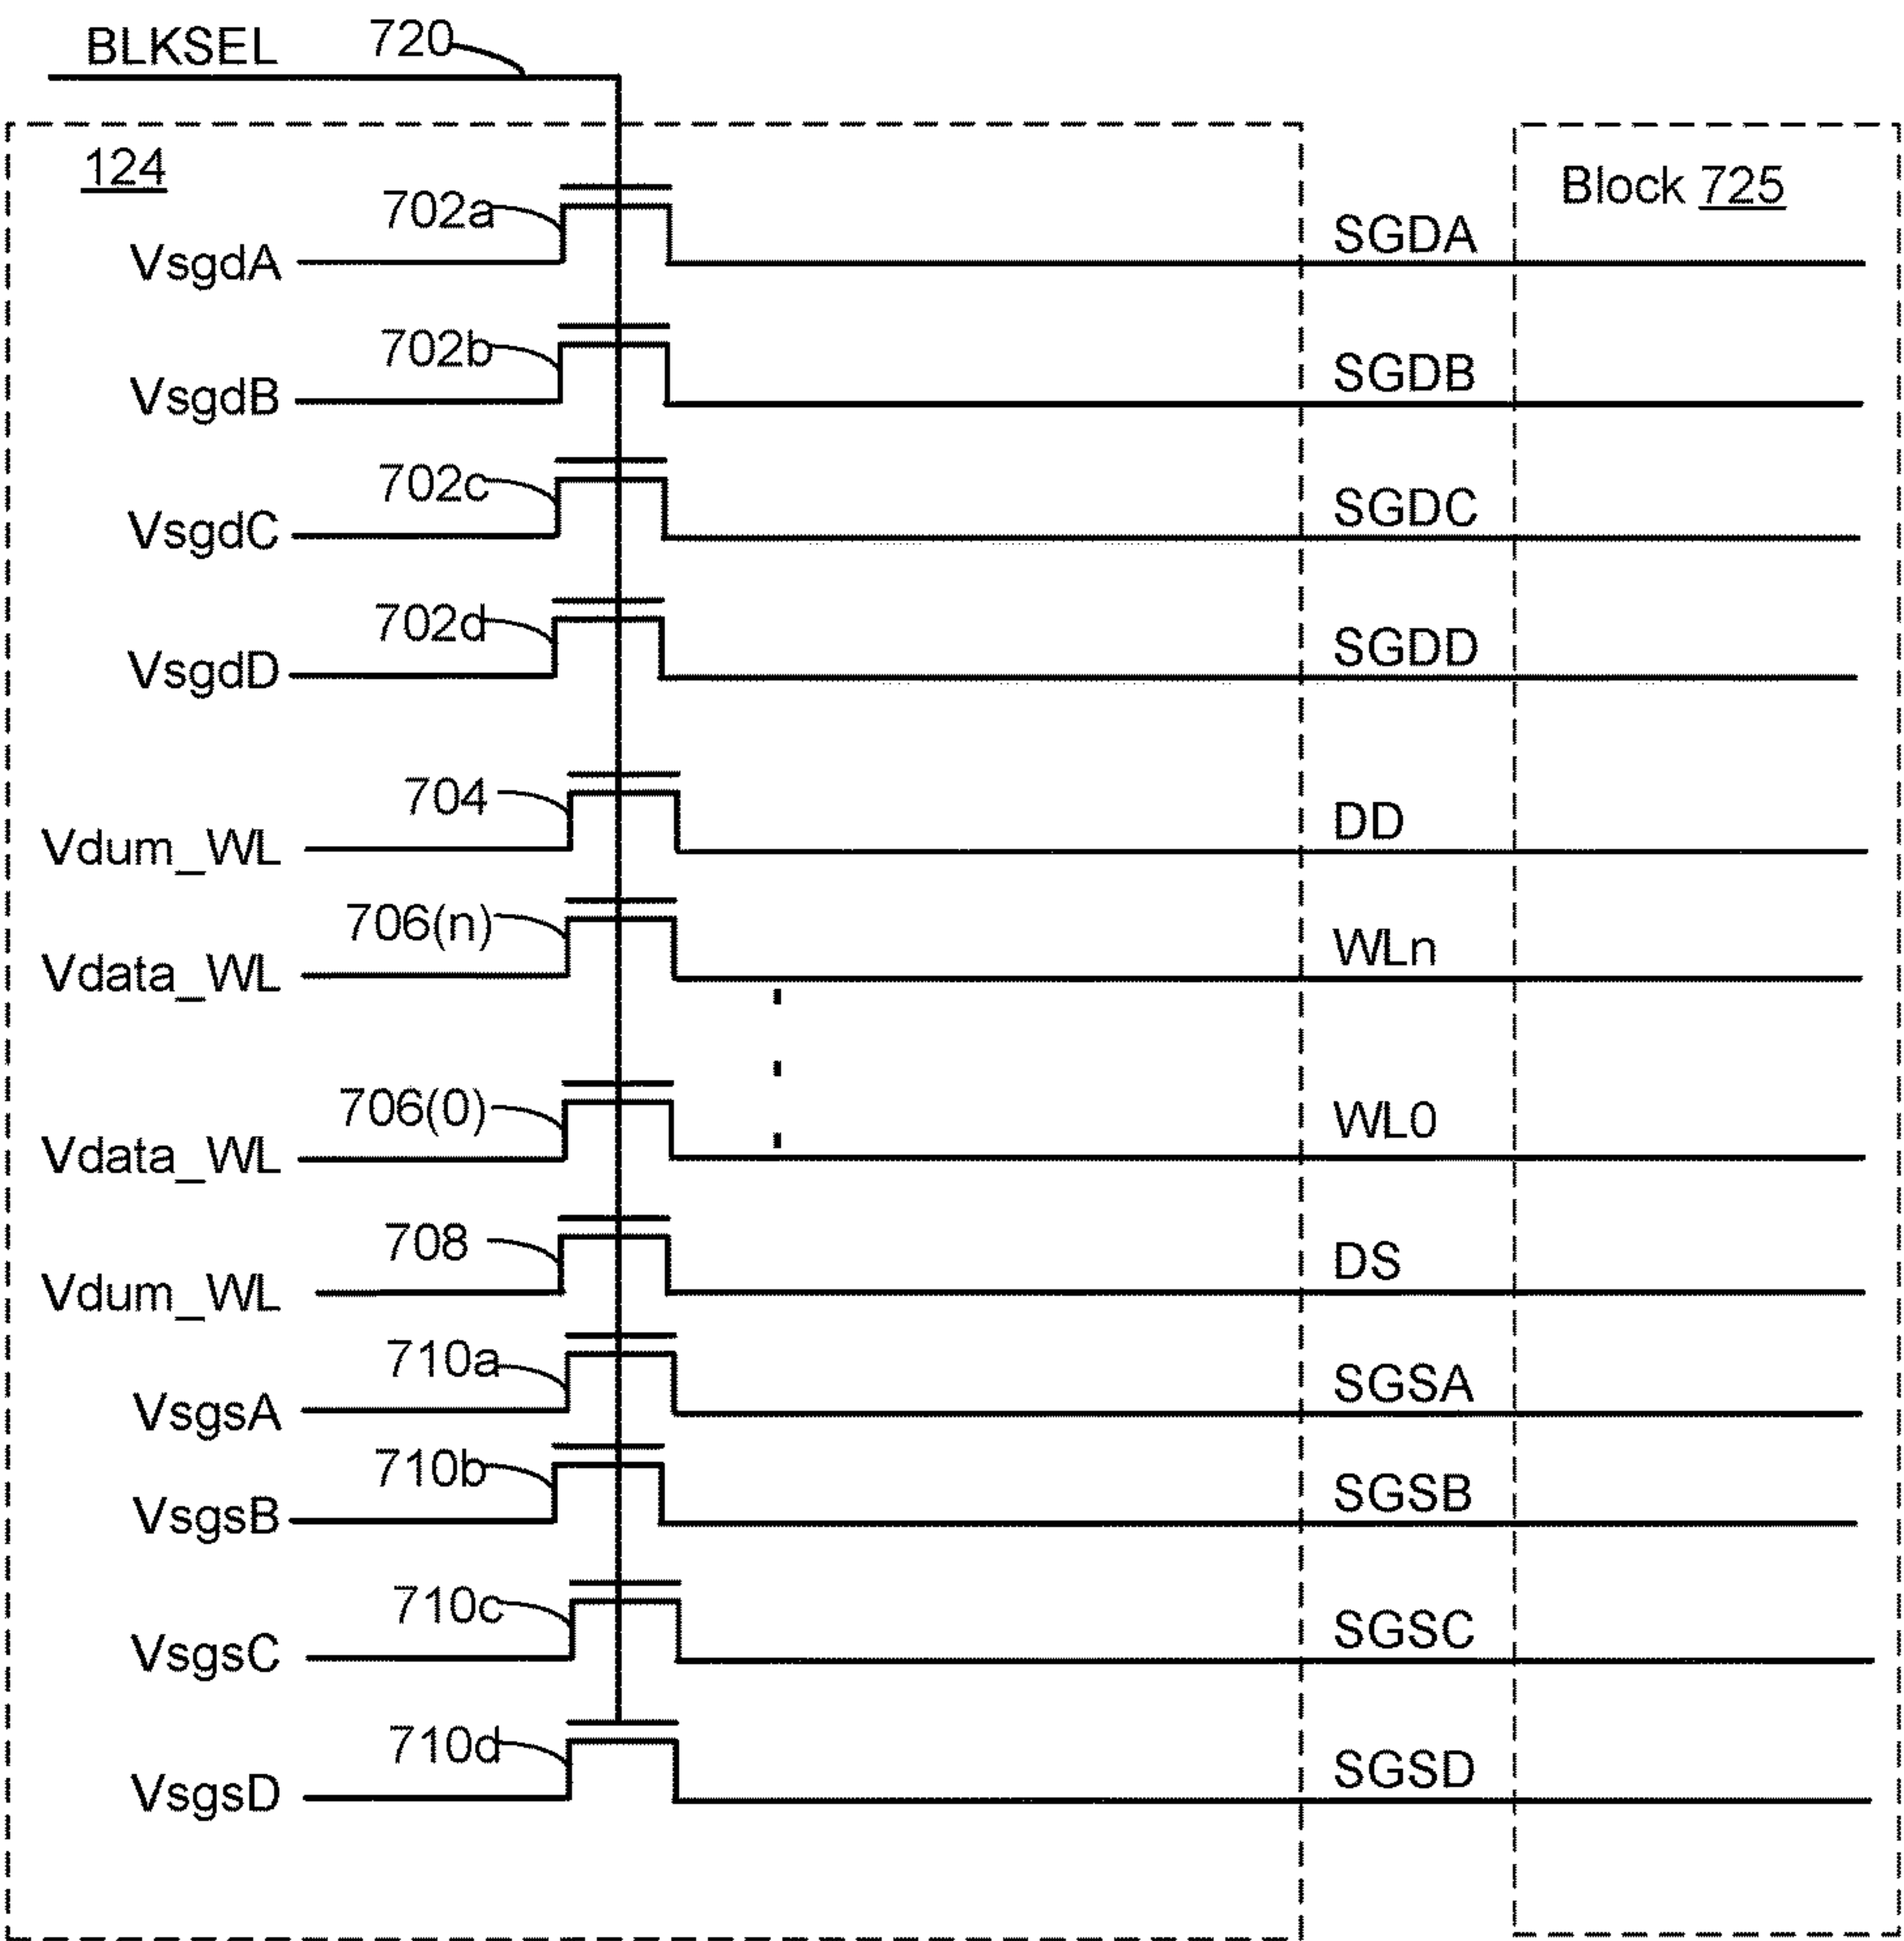 BLKSEL 720
124
Block 725
702a
VsgdA SGDA
702b
VsgdB SGDB
702c
VsgdC SGDC
702d
VsgdD SGDD
704
Vdum_WL DD
706(n)
Vdata_WL WLn
706(0)
Vdata_WL WL0
708
Vdum_WL DS
710a
VsgsA SGSA
710b
VsgsB SGSB
710c
VsgsC SGSC
710d
VsgsD SGSD